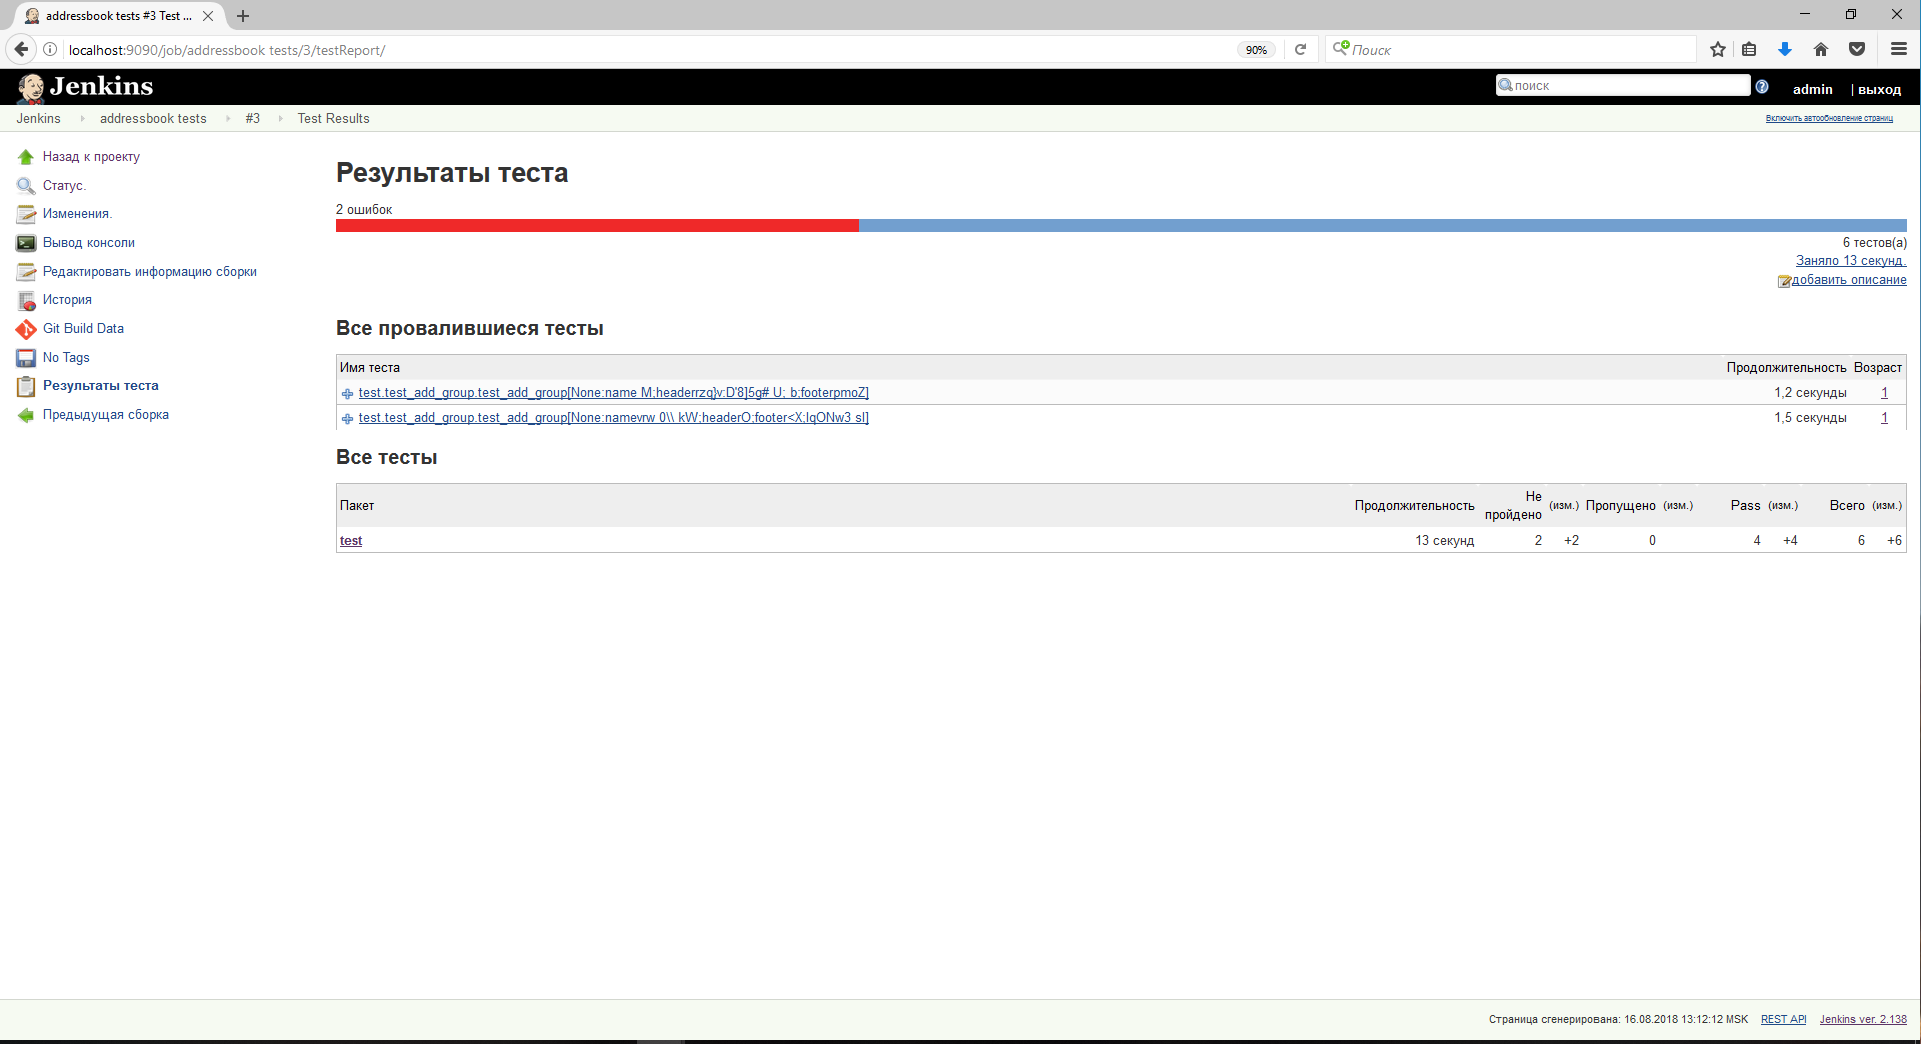 addressbook tests #3 Test ...
localhost:9090/job/addressbook tests/3/testReport/
90%
Поиск
Jenkins
поиск
admin
| выход
Jenkins
addressbook tests
#3
Test Results
Включить автообновление страниц
Назад к проекту
Статус.
Изменения.
Вывод консоли
Редактировать информацию сборки
История
Git Build Data
No Tags
Результаты теста
Предыдущая сборка
Результаты теста
2 ошибок
6 тестов(а)
Заняло 13 секунд.
добавить описание
Все провалившиеся тесты
Имя теста Продолжительность Возраст
test.test_add_group.test_add_group[None:name M;headerrzq}v:D'8]5g# U; b;footerpmoZ] 1,2 секунды 1
test.test_add_group.test_add_group[None:namevrw 0\\ kW;headerO;footer<X;IqONw3 sI] 1,5 секунды 1
Все тесты
Пакет Продолжительность Не пройдено (изм.) Пропущено (изм.) Pass (изм.) Всего (изм.)
test 13 секунд 2 +2 0 4 +4 6 +6
Страница сгенерирована: 16.08.2018 13:12:12 MSK REST API Jenkins ver. 2.138